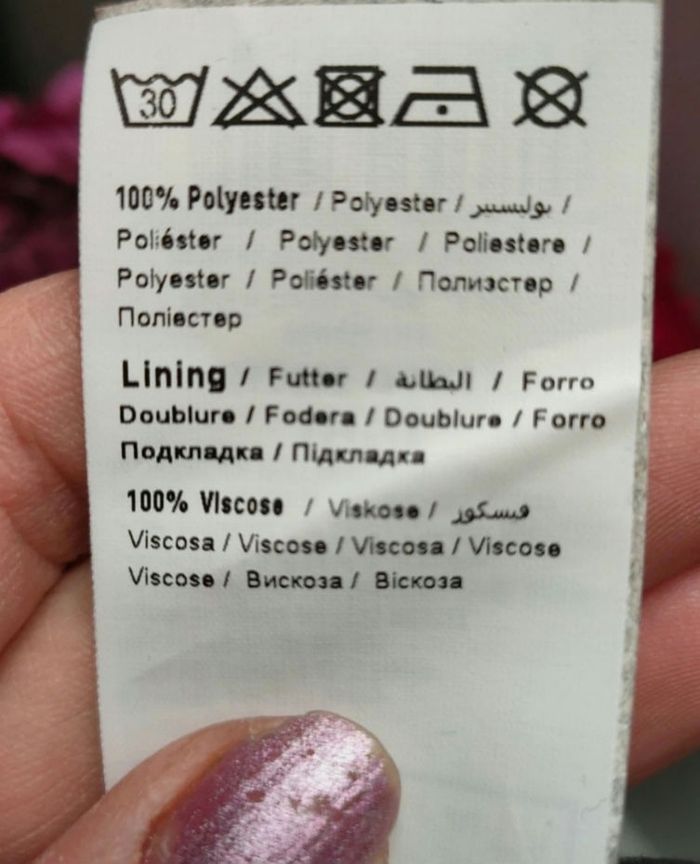 30
100% Polyester / Polyester / بوليستير /
Poliéster / Polyester / Poliestere /
Polyester / Poliéster / Полиэстер /
Поліестер
Lining / Futter / البطانة / Forro
Doublure / Fodera / Doublure / Forro
Подкладка / Підкладка
100% Viscose / Viskose / فيسكوز
Viscosa / Viscose / Viscosa / Viscose
Viscose / Вискоза / Віскоза